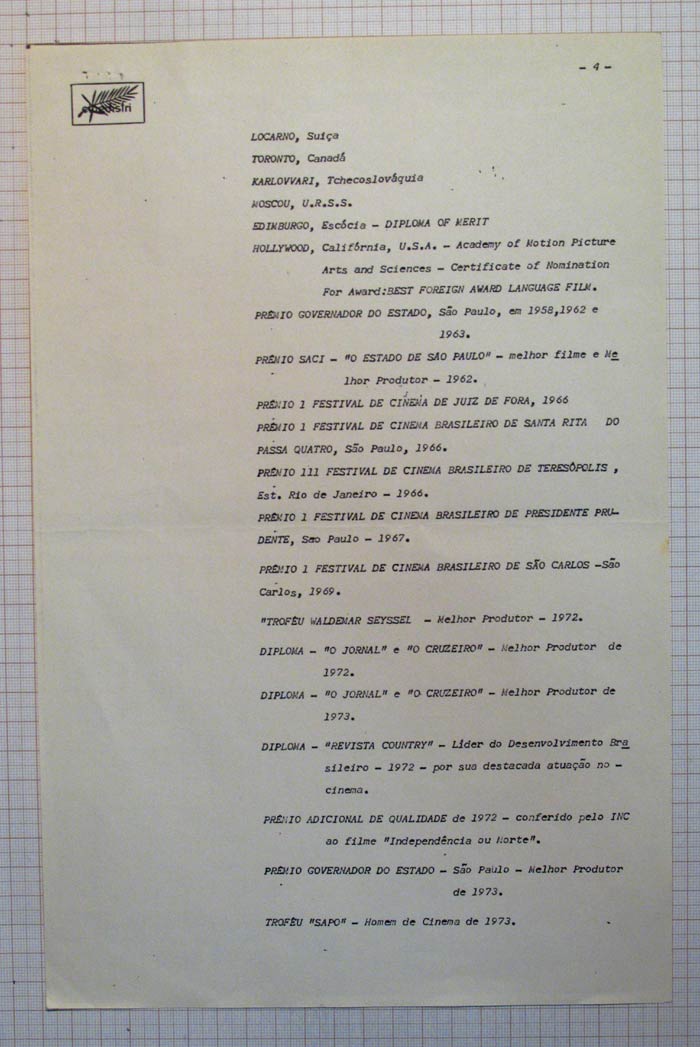 - 4 -
LOCARNO, Suiça
TORONTO, Canadá
KARLOVVARI, Tchecoslováquia
MOSCOU, U.R.S.S.
EDIMBURGO, Escócia - DIPLOMA OF MERIT
HOLLYWOOD, Califórnia, U.S.A. - Academy of Motion Picture
Arts and Sciences - Certificate of Nomination
For Award:BEST FOREIGN AWARD LANGUAGE FILM.
PRÊMIO GOVERNADOR DO ESTADO, São Paulo, em 1958,1962 e
1963.
PRÊMIO SACI - "O ESTADO DE SÃO PAULO" - melhor filme e Me
lhor Produtor - 1962.
PRÊMIO 1 FESTIVAL DE CINEMA DE JUIZ DE FORA, 1966
PRÊMIO 1 FESTIVAL DE CINEMA BRASILEIRO DE SANTA RITA DO
PASSA QUATRO, São Paulo, 1966.
PRÊMIO 111 FESTIVAL DE CINEMA BRASILEIRO DE TERESÓPOLIS ,
Est. Rio de Janeiro - 1966.
PRÊMIO 1 FESTIVAL DE CINEMA BRASILEIRO DE PRESIDENTE PRU-
DENTE, Sao Paulo - 1967.
PRÊMIO 1 FESTIVAL DE CINEMA BRASILEIRO DE SÃO CARLOS -São
Carlos, 1969.
"TROFÉU WALDEMAR SEYSSEL - Melhor Produtor - 1972.
DIPLOMA - "O JORNAL" e "O CRUZEIRO" - Melhor Produtor de
1972.
DIPLOMA - "O JORNAL" e "O CRUZEIRO" - Melhor Produtor de
1973.
DIPLOMA - "REVISTA COUNTRY" - Líder do Desenvolvimento Bra
sileiro - 1972 - por sua destacada atuação no -
cinema.
PRÊMIO ADICIONAL DE QUALIDADE de 1972 - conferido pelo INC
ao filme "Independência ou Morte".
PRÊMIO GOVERNADOR DO ESTADO - São Paulo - Melhor Produtor
de 1973.
TROFÉU "SAPO" - Homem de Cinema de 1973.